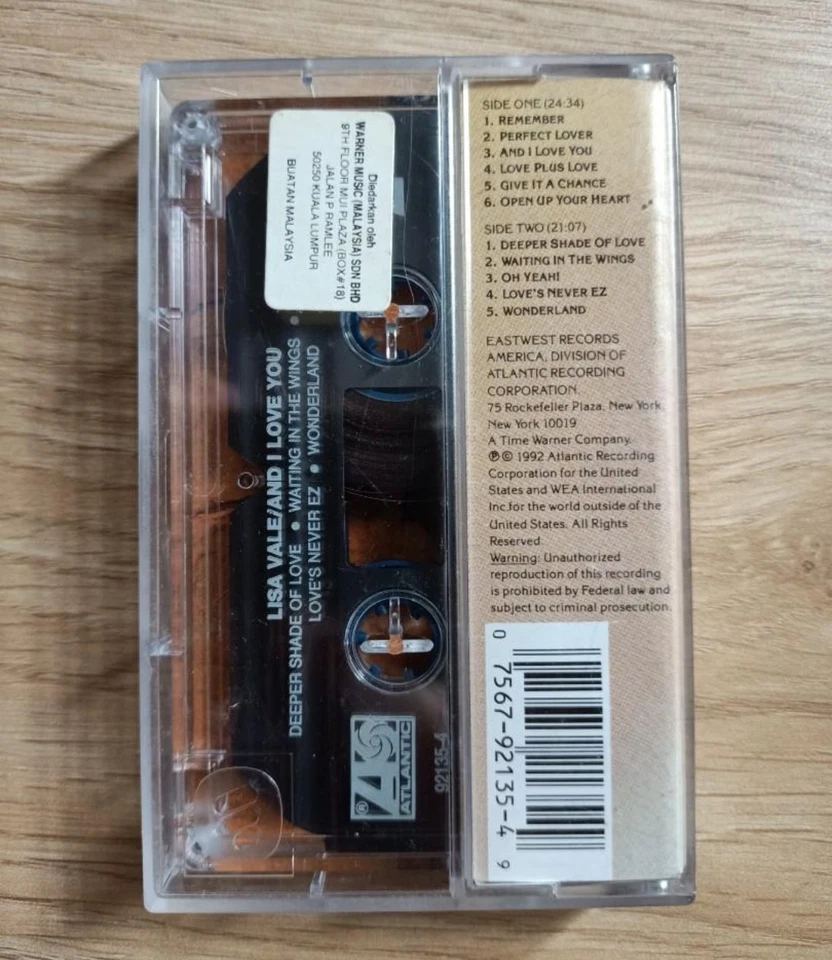 Diedarkan oleh
WARNER MUSIC (MALAYSIA) SDN BHD
9TH FLOOR MUI PLAZA (BOX#18)
JALAN P RAMLEE
50250 KUALA LUMPUR
BUATAN MALAYSIA
LISA VALE/AND I LOVE YOU
DEEPER SHADE OF LOVE • WAITING IN THE WINGS •
LOVE'S NEVER EZ • WONDERLAND
® ATLANTIC
92135-4
SIDE ONE (24:34)
1. REMEMBER
2. PERFECT LOVER
3. AND I LOVE YOU
4. LOVE PLUS LOVE
5. GIVE IT A CHANCE
6. OPEN UP YOUR HEART
SIDE TWO (21:07)
1. DEEPER SHADE OF LOVE
2. WAITING IN THE WINGS
3. OH YEAH!
4. LOVE'S NEVER EZ
5. WONDERLAND
EASTWEST RECORDS
AMERICA, DIVISION OF
ATLANTIC RECORDING
CORPORATION.
75 Rockefeller Plaza, New York,
New York 10019
A Time Warner Company.
℗ © 1992 Atlantic Recording
Corporation for the United
States and WEA International
Inc for the world outside of the
United States. All Rights
Reserved.
Warning: Unauthorized
reproduction of this recording
is prohibited by Federal law and
subject to criminal prosecution.
0 7567-92135-4 9